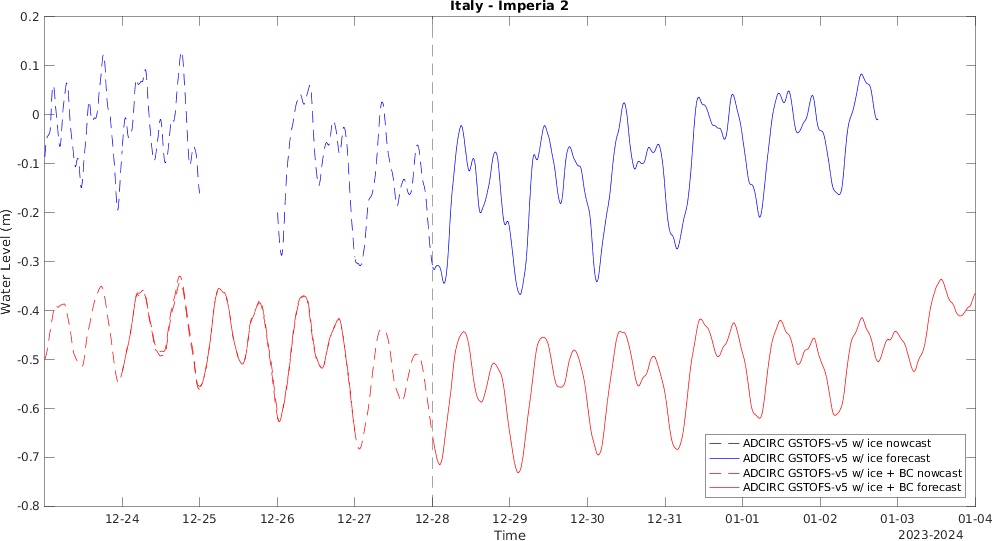 Italy - Imperia 2
Water Level (m)
0.2
0.1
0
-0.1
-0.2
-0.3
-0.4
-0.5
-0.6
-0.7
-0.8
ADCIRC GSTOFS-v5 w/ ice nowcast
ADCIRC GSTOFS-v5 w/ ice forecast
ADCIRC GSTOFS-v5 w/ ice + BC nowcast
ADCIRC GSTOFS-v5 w/ ice + BC forecast
12-24 12-25 12-26 12-27 12-28 12-29 12-30 12-31 01-01 01-02 01-03 01-04
Time
2023-2024